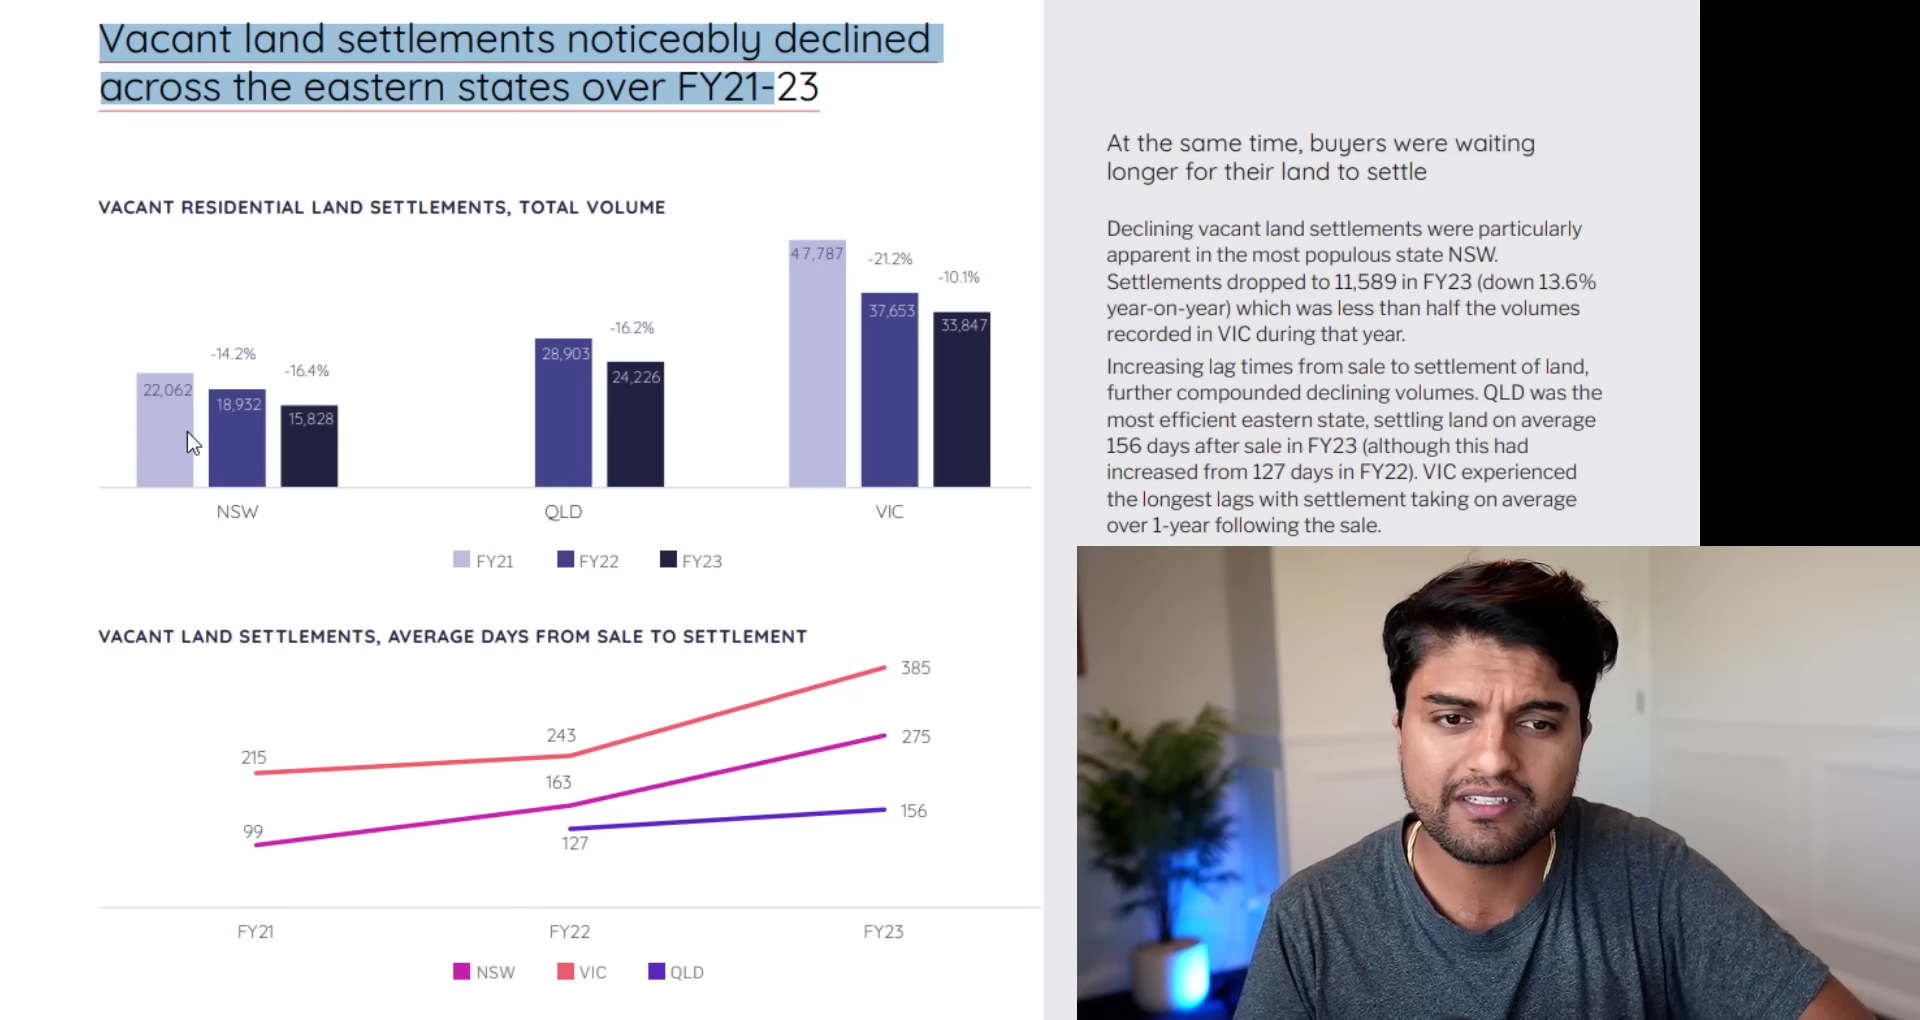 Vacant land settlements noticeably declined
across the eastern states over FY21-23
VACANT RESIDENTIAL LAND SETTLEMENTS, TOTAL VOLUME
47,787
-21.2%
-10.1%
37,653
33,847
-16.2%
28,903
24,226
-14.2%
-16.4%
22,062
18,932
15,828
NSW
QLD
VIC
FY21
FY22
FY23
VACANT LAND SETTLEMENTS, AVERAGE DAYS FROM SALE TO SETTLEMENT
385
275
243
215
163
156
99
127
FY21
FY22
FY23
NSW
VIC
QLD
At the same time, buyers were waiting
longer for their land to settle
Declining vacant land settlements were particularly
apparent in the most populous state NSW.
Settlements dropped to 11,589 in FY23 (down 13.6%
year-on-year) which was less than half the volumes
recorded in VIC during that year.
Increasing lag times from sale to settlement of land,
further compounded declining volumes. QLD was the
most efficient eastern state, settling land on average
156 days after sale in FY23 (although this had
increased from 127 days in FY22). VIC experienced
the longest lags with settlement taking on average
over 1-year following the sale.